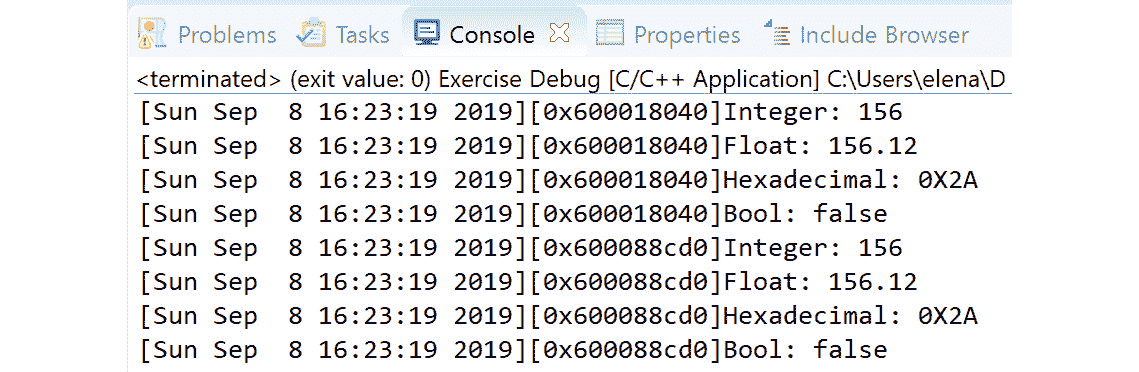 Problems Tasks Console Properties Include Browser
<terminated> (exit value: 0) Exercise Debug [C/C++ Application] C:\Users\elena\D
[Sun Sep  8 16:23:19 2019][0x600018040]Integer: 156
[Sun Sep  8 16:23:19 2019][0x600018040]Float: 156.12
[Sun Sep  8 16:23:19 2019][0x600018040]Hexadecimal: 0X2A
[Sun Sep  8 16:23:19 2019][0x600018040]Bool: false
[Sun Sep  8 16:23:19 2019][0x600088cd0]Integer: 156
[Sun Sep  8 16:23:19 2019][0x600088cd0]Float: 156.12
[Sun Sep  8 16:23:19 2019][0x600088cd0]Hexadecimal: 0X2A
[Sun Sep  8 16:23:19 2019][0x600088cd0]Bool: false